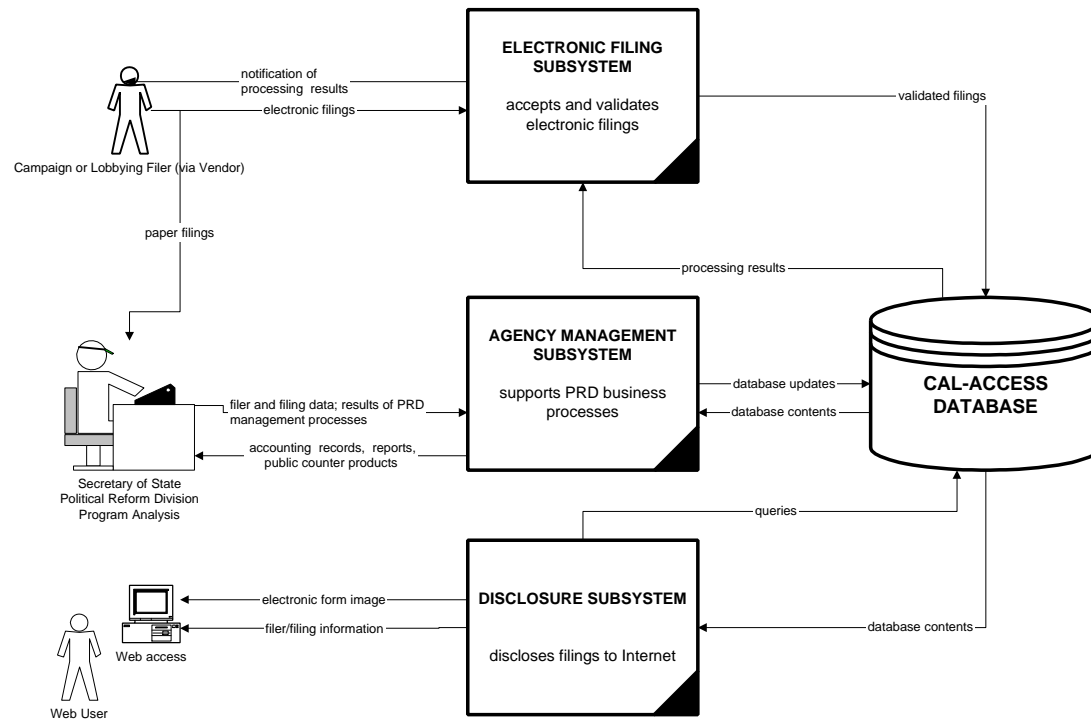 ELECTRONIC FILING
SUBSYSTEM
accepts and validates
electronic filings
notification of
processing results
electronic filings
validated filings
Campaign or Lobbying Filer (via Vendor)
paper filings
processing results
AGENCY MANAGEMENT
SUBSYSTEM
supports PRD business
processes
database updates
database contents
CAL-ACCESS
DATABASE
filer and filing data; results of PRD
management processes
accounting records, reports,
public counter products
Secretary of State
Political Reform Division
Program Analysis
queries
DISCLOSURE SUBSYSTEM
discloses filings to Internet
electronic form image
filer/filing information
database contents
Web access
Web User